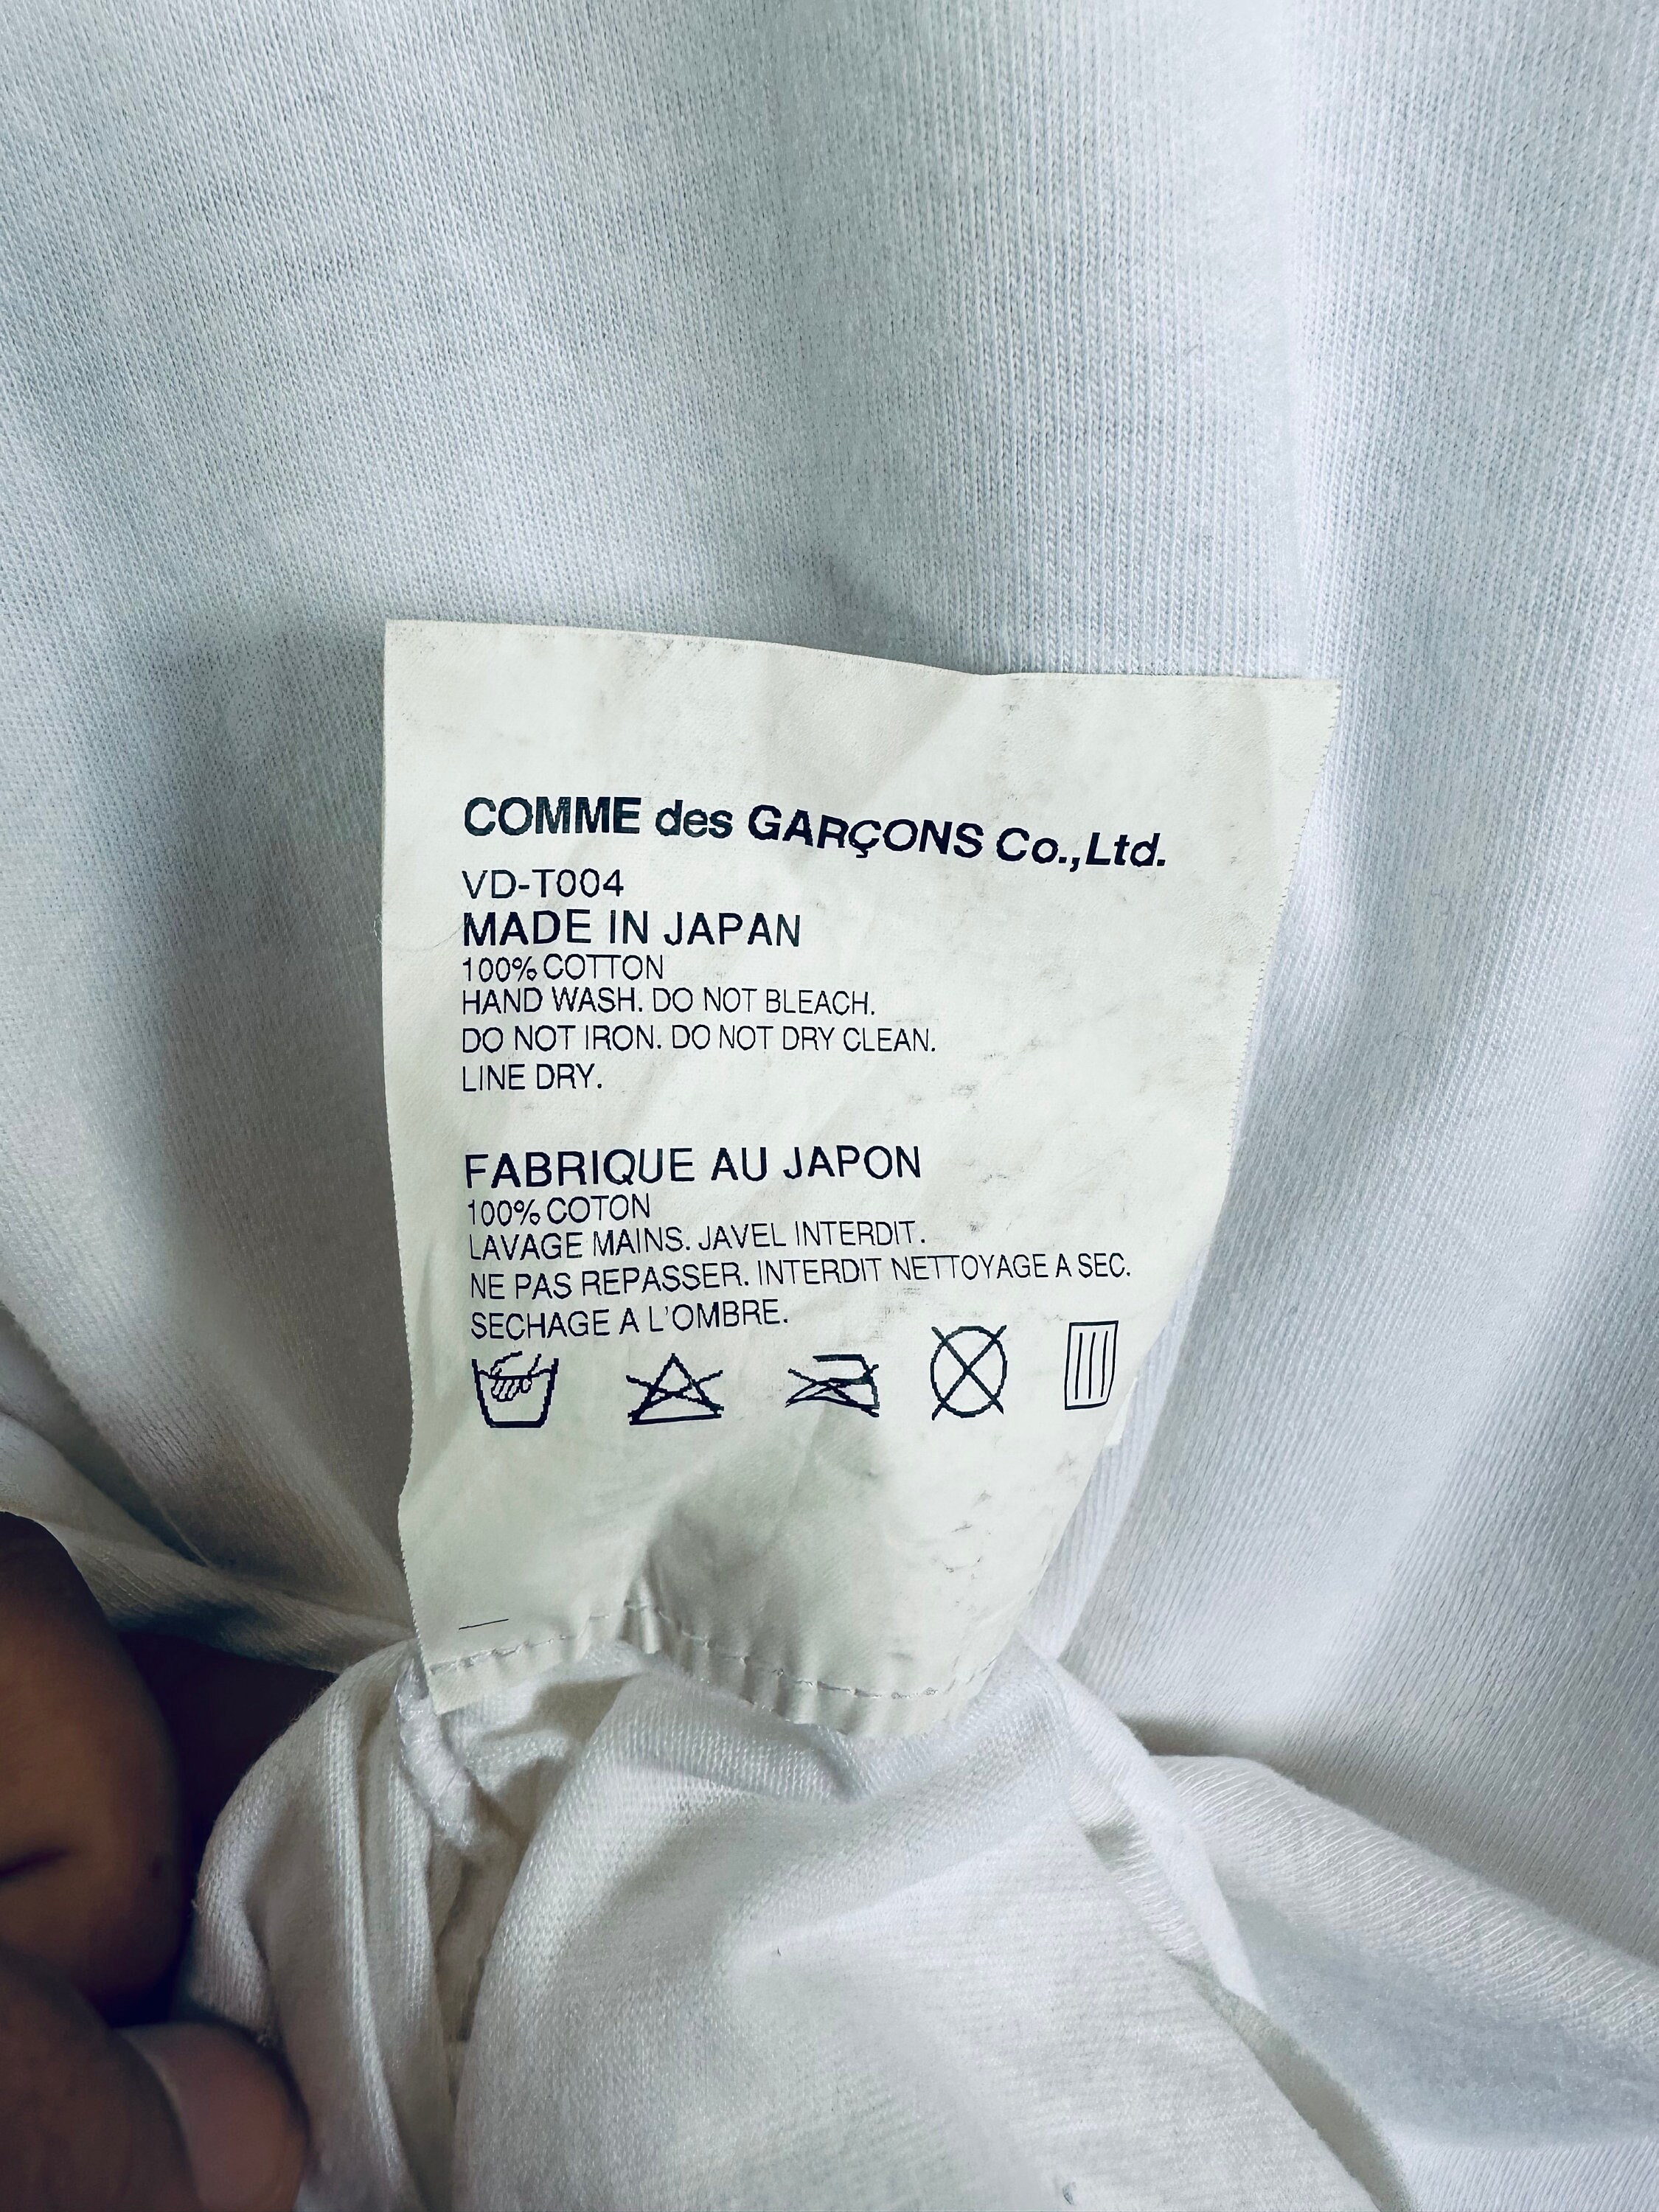 COMME des GARÇONS Co.,Ltd.
VD-T004
MADE IN JAPAN
100% COTTON
HAND WASH. DO NOT BLEACH.
DO NOT IRON. DO NOT DRY CLEAN.
LINE DRY.
FABRIQUE AU JAPON
100% COTON
LAVAGE MAINS. JAVEL INTERDIT.
NE PAS REPASSER. INTERDIT NETTOYAGE A SEC.
SECHAGE A L'OMBRE.